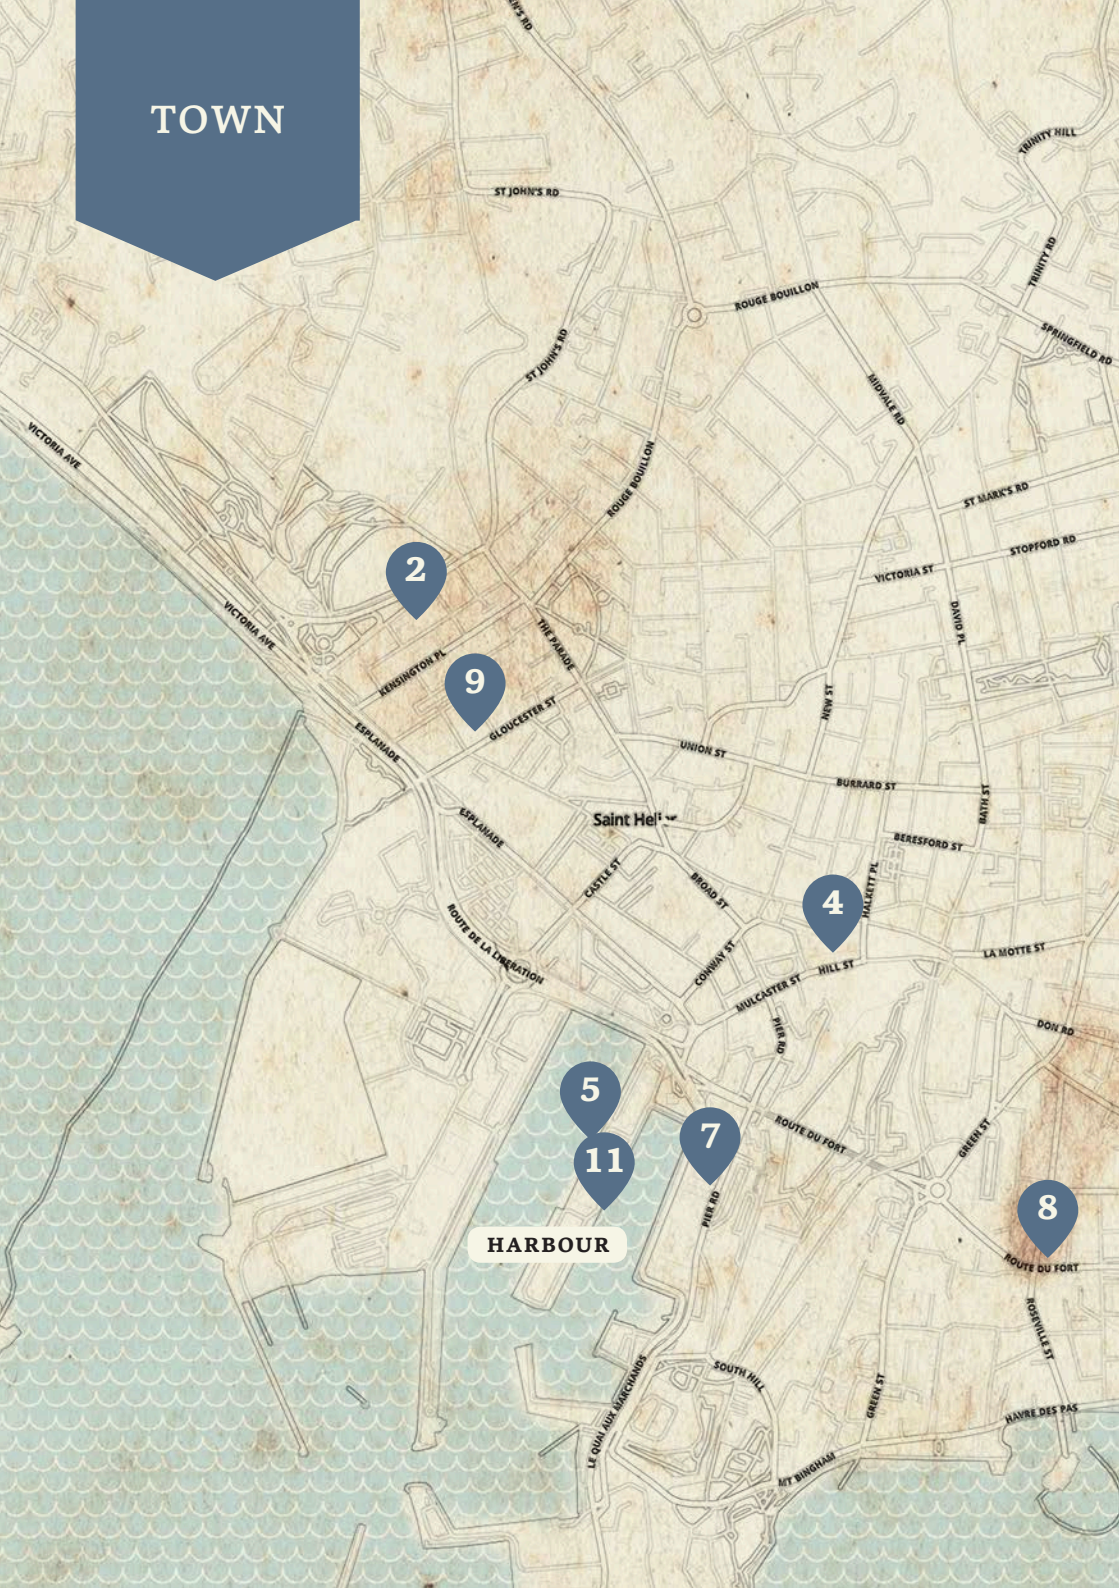 EN'S RD
TOWN
TRINITY HILL
ST JOHN'S RD
TRINITY RD
ROUGE BOUILLON
SPRINGFIELD RD
ST JOHN'S RD
MIDVALE RD
VICTORIA AVE
ROUGE BOUILLON
ST MARK'S RD
STOPFORD RD
2
VICTORIA ST
VICTORIA AVE
DAVID PL
THE PARADE
KENSINGTON PL
9
NEW ST
GLOUCESTER ST
ESPLANADE
UNION ST
BURRARD ST
BATH ST
ESPLANADE
Saint Helier
BERESFORD ST
CASTLE ST
BROAD ST
HALKETT PL
4
ROUTE DE LA LIBERATION
CONWAY ST
LA MOTTE ST
HILL ST
MULCASTER ST
PIER RD
DON RD
5
ROUTE DU FORT
7
GREEN ST
11
PIER RD
8
HARBOUR
ROUTE DU FORT
ROSEVILLE ST
SOUTH HILL
LE QUAI AUX MARCHANDS
GREEN ST
HAVRE DES PAS
MT BINGHAM